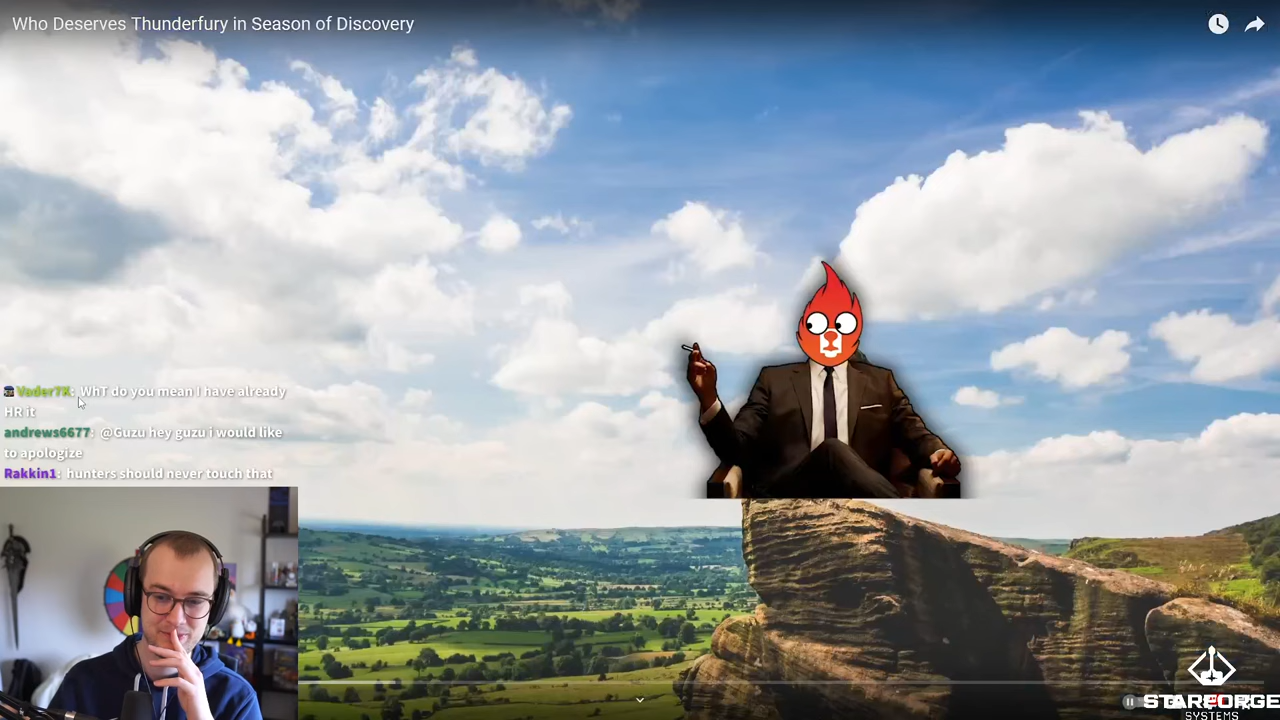 Who Deserves Thunderfury in Season of Discovery
Vader7K: WhT do you mean I have already
HR it
andrews6677: @Guzu hey guzu i would like
to apologize
Rakkin1: hunters should never touch that
STARFORGE
SYSTEMS